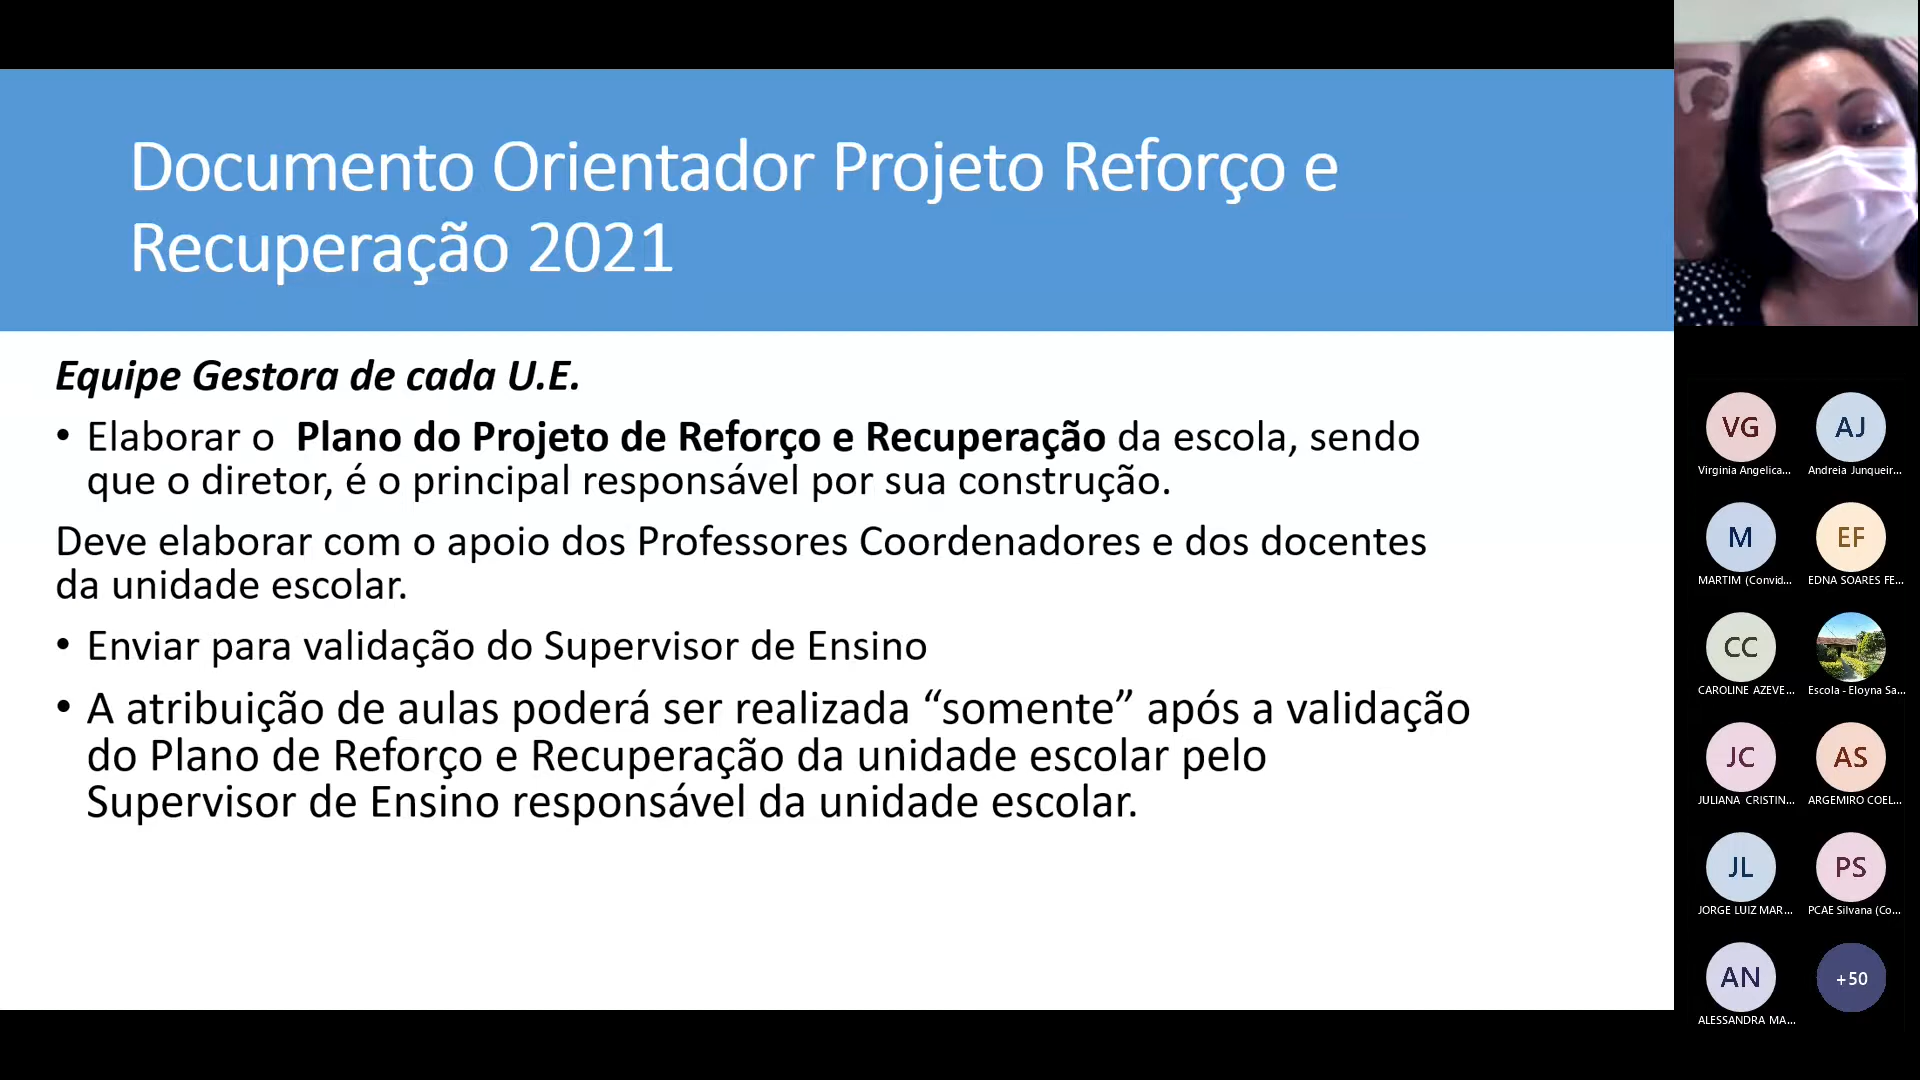 Documento Orientador Projeto Reforço e
Recuperação 2021
Equipe Gestora de cada U.E.
• Elaborar o  Plano do Projeto de Reforço e Recuperação da escola, sendo
que o diretor, é o principal responsável por sua construção.
Deve elaborar com o apoio dos Professores Coordenadores e dos docentes
da unidade escolar.
• Enviar para validação do Supervisor de Ensino
• A atribuição de aulas poderá ser realizada “somente” após a validação
do Plano de Reforço e Recuperação da unidade escolar pelo
Supervisor de Ensino responsável da unidade escolar.
VG
AJ
Virginia Angelica...
Andreia Junqueir...
M
EF
MARTIM (Convid...
EDNA SOARES FE...
CC
CAROLINE AZEVE...
Escola - Eloyna Sa...
JC
AS
JULIANA CRISTIN...
ARGEMIRO COEL...
JL
PS
JORGE LUIZ MAR...
PCAE Silvana (Co...
AN
+50
ALESSANDRA MA...